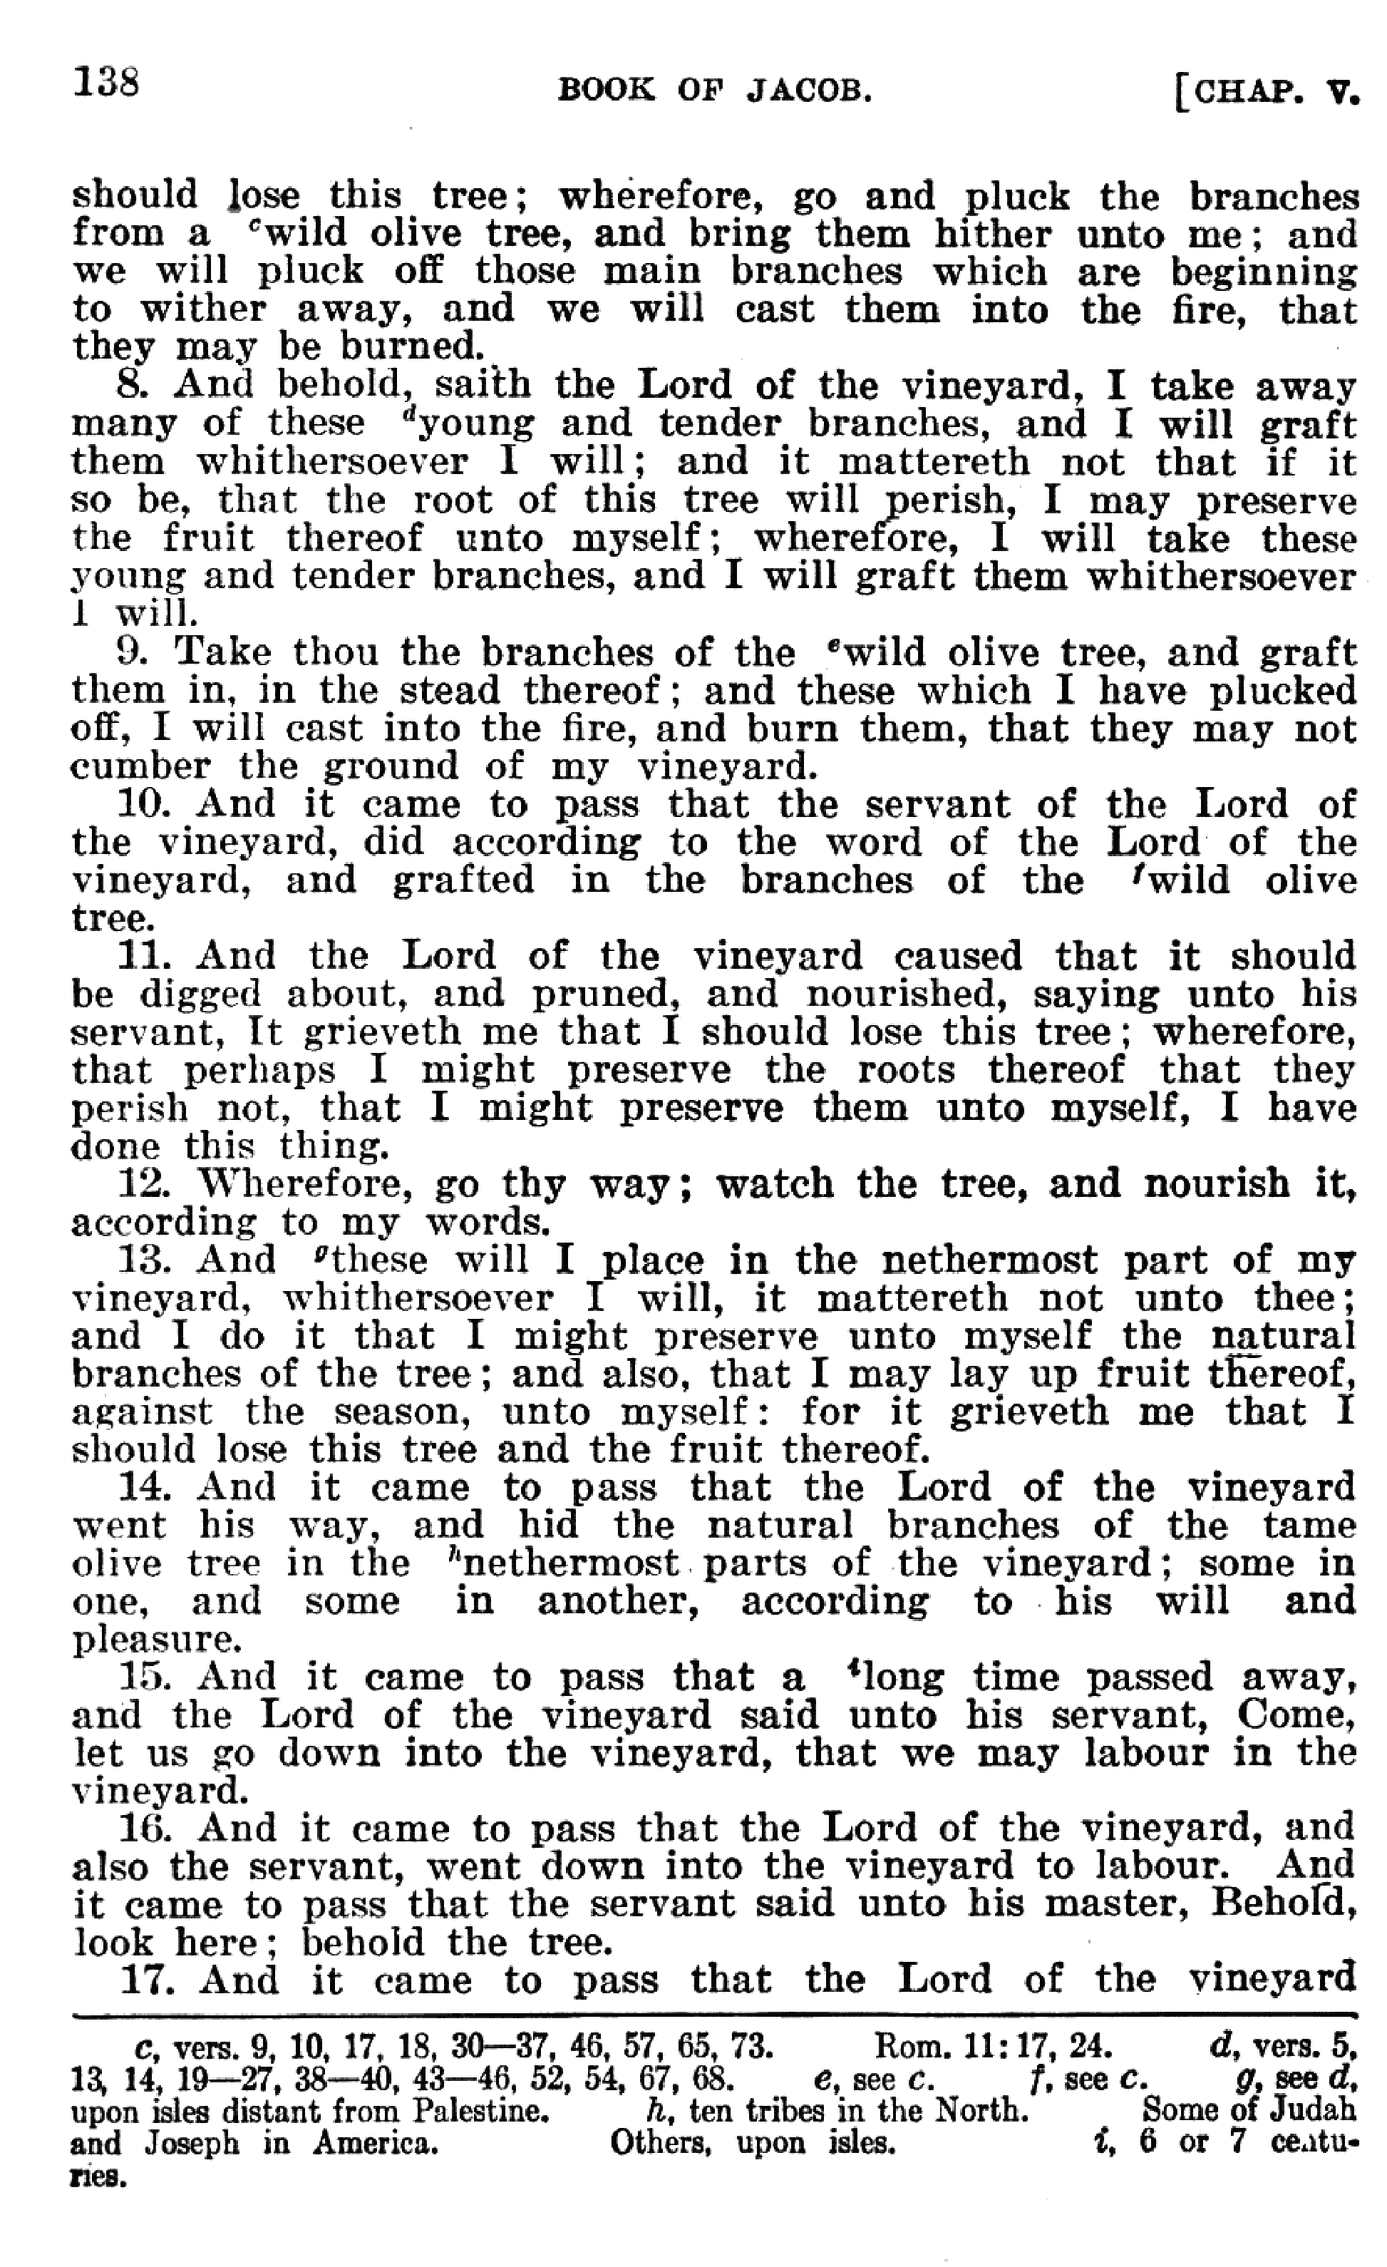 138 BOOK OF JACOB. [CHAP. V.
should lose this tree; wherefore, go and pluck the branches
from a ᶜwild olive tree, and bring them hither unto me; and
we will pluck off those main branches which are beginning
to wither away, and we will cast them into the fire, that
they may be burned.
8. And behold, saith the Lord of the vineyard, I take away
many of these ᵈyoung and tender branches, and I will graft
them whithersoever I will; and it mattereth not that if it
so be, that the root of this tree will perish, I may preserve
the fruit thereof unto myself; wherefore, I will take these
young and tender branches, and I will graft them whithersoever
I will.
9. Take thou the branches of the ᵉwild olive tree, and graft
them in, in the stead thereof; and these which I have plucked
off, I will cast into the fire, and burn them, that they may not
cumber the ground of my vineyard.
10. And it came to pass that the servant of the Lord of
the vineyard, did according to the word of the Lord of the
vineyard, and grafted in the branches of the ᶠwild olive
tree.
11. And the Lord of the vineyard caused that it should
be digged about, and pruned, and nourished, saying unto his
servant, It grieveth me that I should lose this tree; wherefore,
that perhaps I might preserve the roots thereof that they
perish not, that I might preserve them unto myself, I have
done this thing.
12. Wherefore, go thy way; watch the tree, and nourish it,
according to my words.
13. And ᵍthese will I place in the nethermost part of my
vineyard, whithersoever I will, it mattereth not unto thee;
and I do it that I might preserve unto myself the natural
branches of the tree; and also, that I may lay up fruit thereof,
against the season, unto myself: for it grieveth me that I
should lose this tree and the fruit thereof.
14. And it came to pass that the Lord of the vineyard
went his way, and hid the natural branches of the tame
olive tree in the ʰnethermost parts of the vineyard; some in
one, and some in another, according to his will and
pleasure.
15. And it came to pass that a ⁱlong time passed away,
and the Lord of the vineyard said unto his servant, Come,
let us go down into the vineyard, that we may labour in the
vineyard.
16. And it came to pass that the Lord of the vineyard, and
also the servant, went down into the vineyard to labour. And
it came to pass that the servant said unto his master, Behold,
look here; behold the tree.
17. And it came to pass that the Lord of the vineyard
c, vers. 9, 10, 17, 18, 30—37, 46, 57, 65, 73. Rom. 11:17, 24. d, vers. 5,
13, 14, 19—27, 38—40, 43—46, 52, 54, 67, 68. e, see c. f, see c. g, see d,
upon isles distant from Palestine. h, ten tribes in the North. Some of Judah
and Joseph in America. Others, upon isles. i, 6 or 7 centu-
ries.